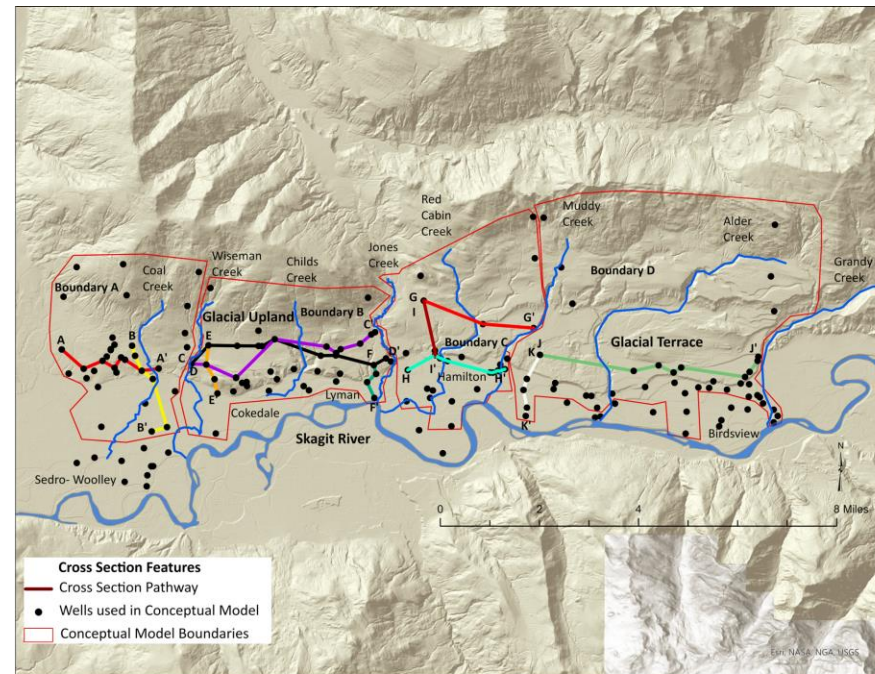 Red
Cabin
Creek
Muddy
Creek
Alder
Creek
Jones
Creek
Grandy
Creek
Wiseman
Creek
Childs
Creek
Coal
Creek
Boundary A
Boundary D
Glacial Upland
Boundary B
G
I
G'
C'
Glacial Terrace
A
B
A'
C
D
E
E'
F
D'
Boundary C
J
K
J'
I'
H
H'
Hamilton
Lyman
F'
Cokedale
B'
K'
Birdsview
Skagit River
Sedro- Woolley
N
0 2 4 8 Miles
Cross Section Features
Cross Section Pathway
Wells used in Conceptual Model
Conceptual Model Boundaries
Esri, NASA, NGA, USGS